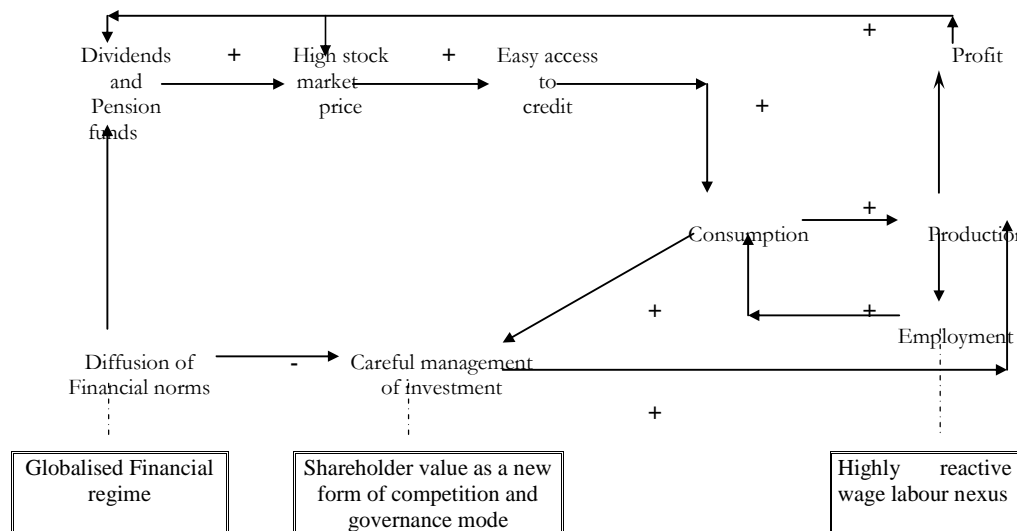 +
Dividends
and
Pension
funds
+
High stock
market
price
+
Easy access
to
credit
Profit
+
+
Consumption
Production
+
+
Employment
Diffusion of
Financial norms
-
Careful management
of investment
+
Globalised Financial
regime
Shareholder value as a new
form of competition and
governance mode
Highly reactive
wage labour nexus